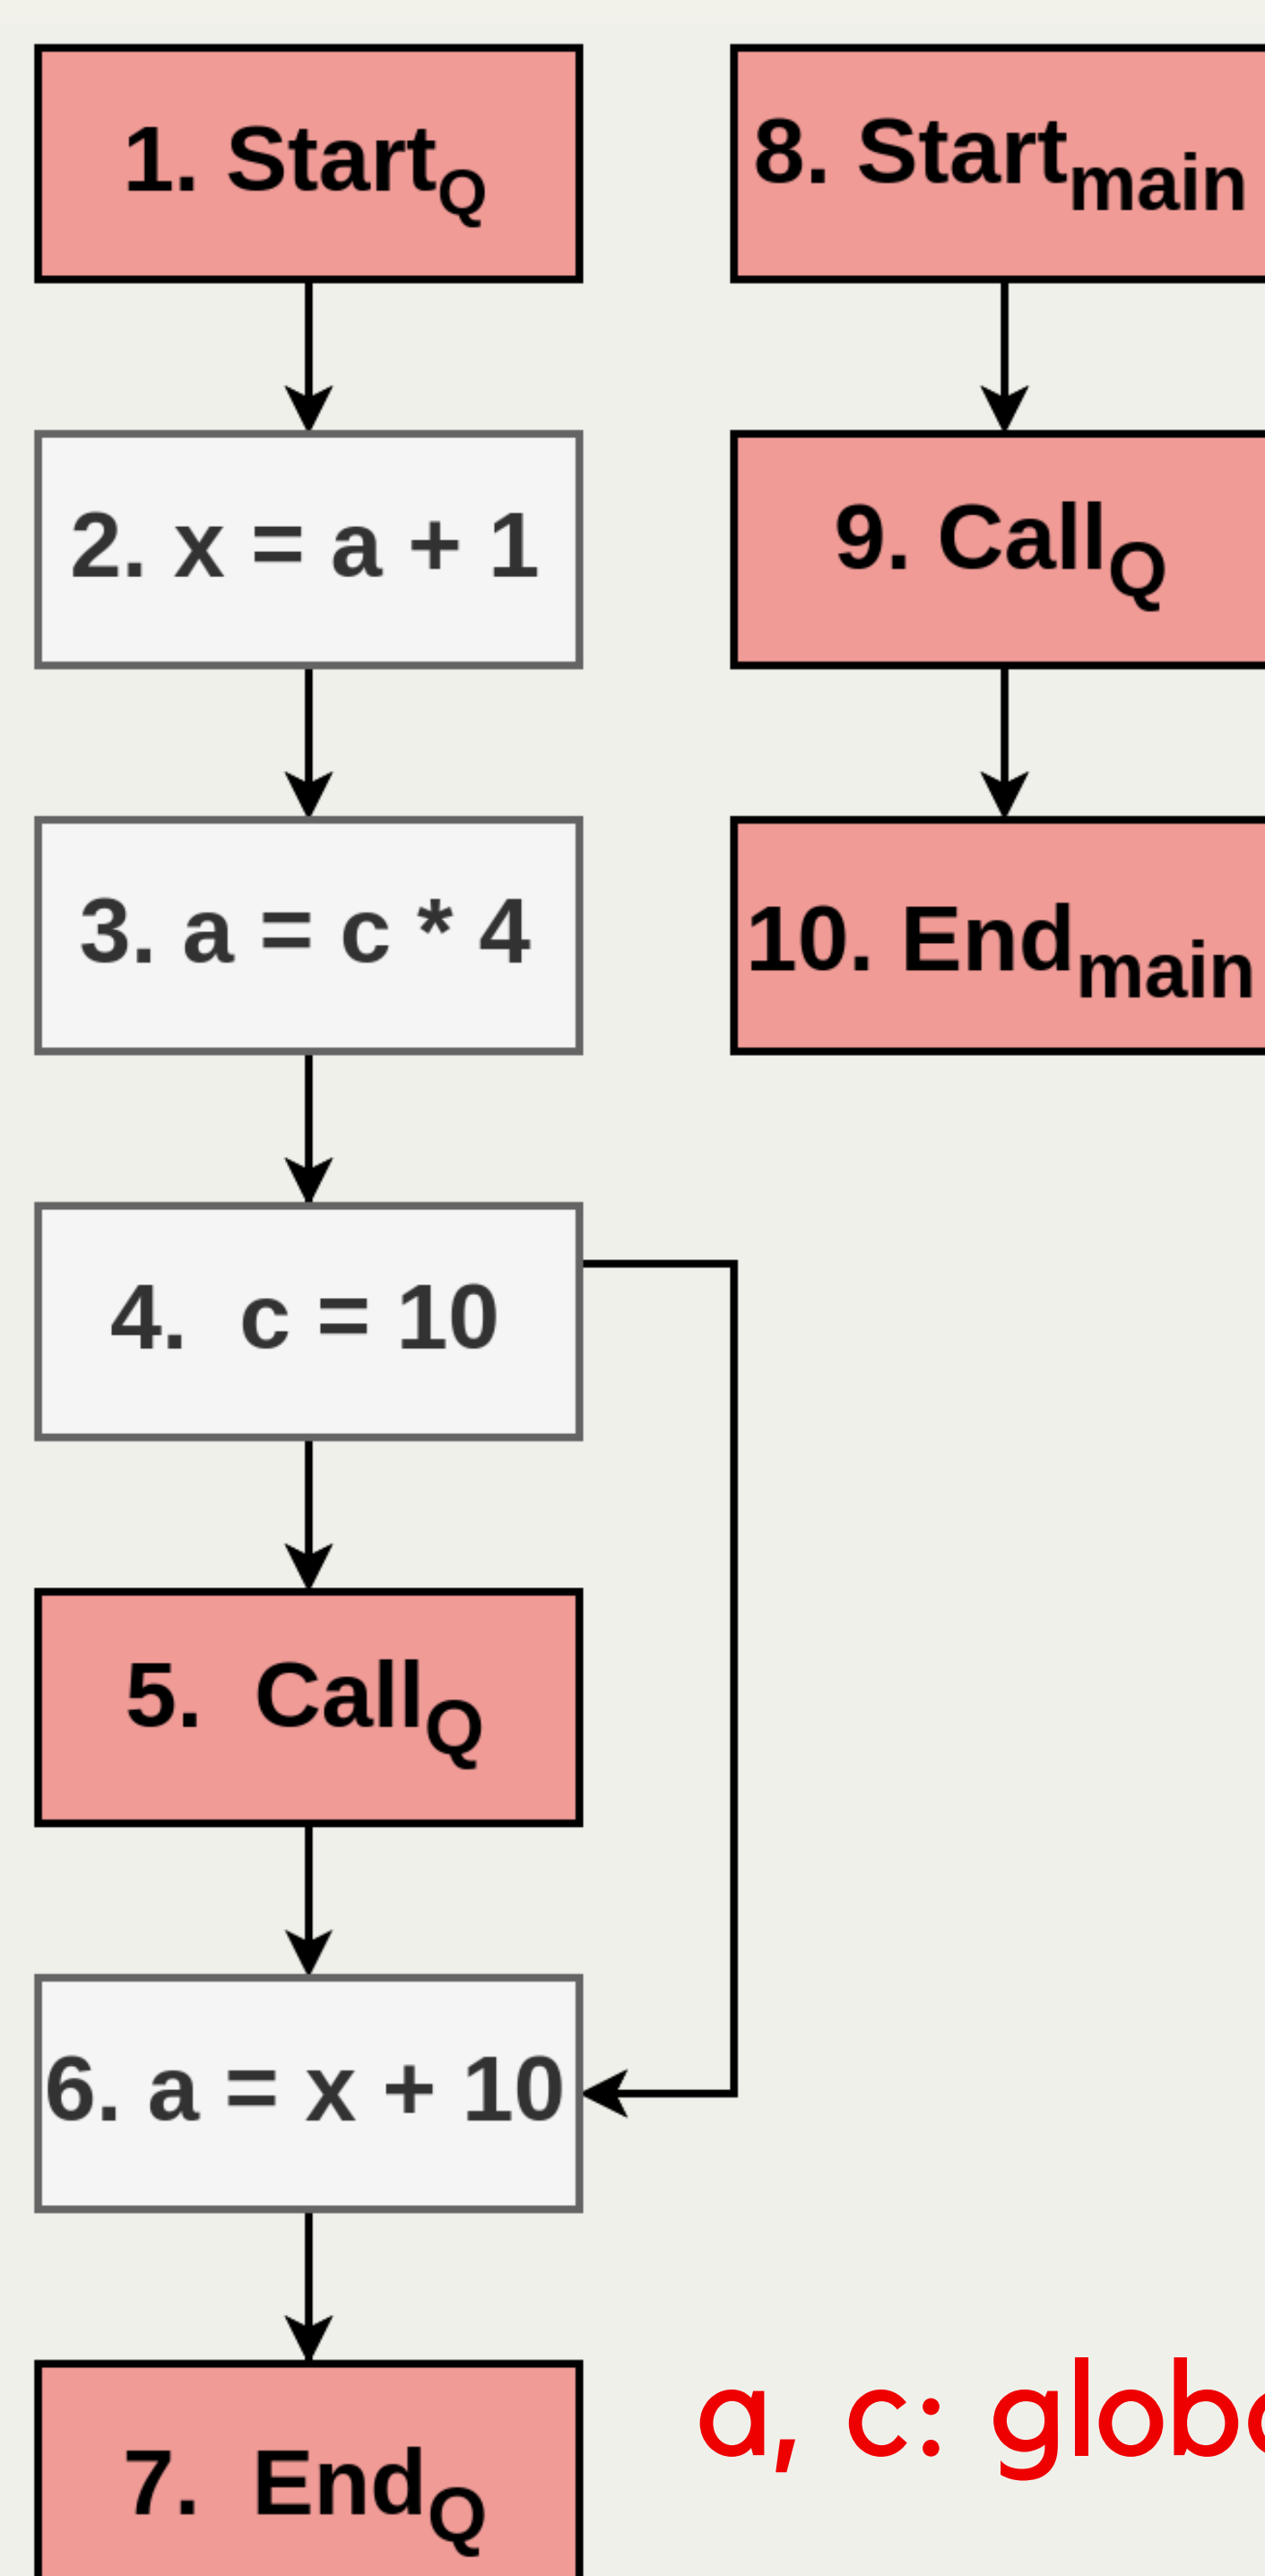 1. StartQ
2. x = a + 1
3. a = c * 4
4. c = 10
5. CallQ
6. a = x + 10
7. EndQ
8. Startmain
9. CallQ
10. Endmain
a, c: